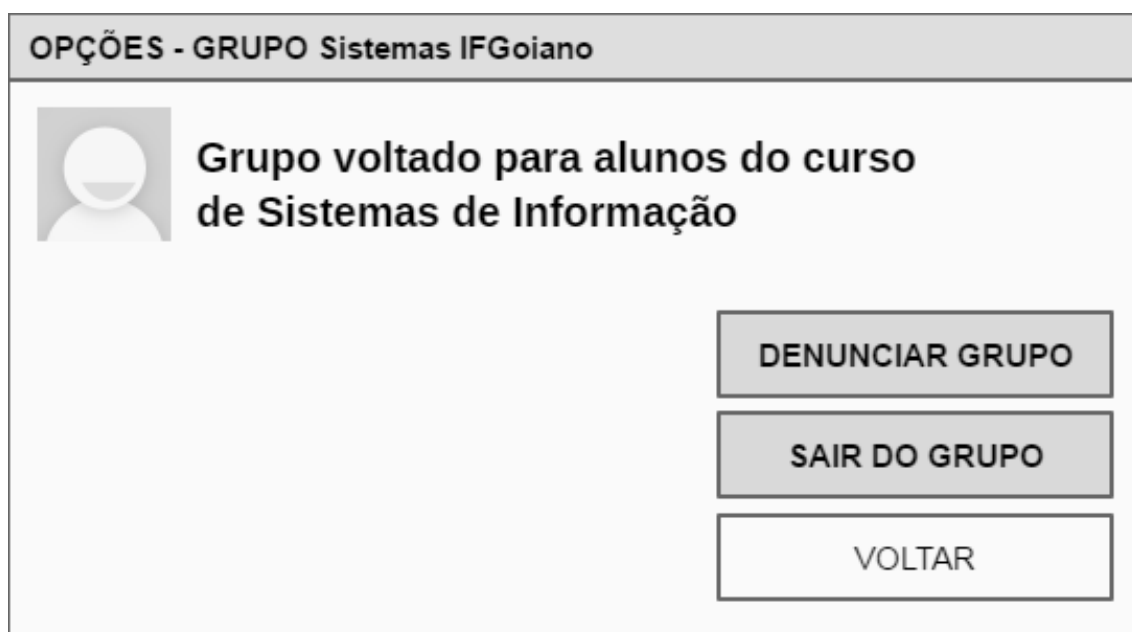 OPÇÕES - GRUPO Sistemas IFGoiano
Grupo voltado para alunos do curso
de Sistemas de Informação
DENUNCIAR GRUPO
SAIR DO GRUPO
VOLTAR